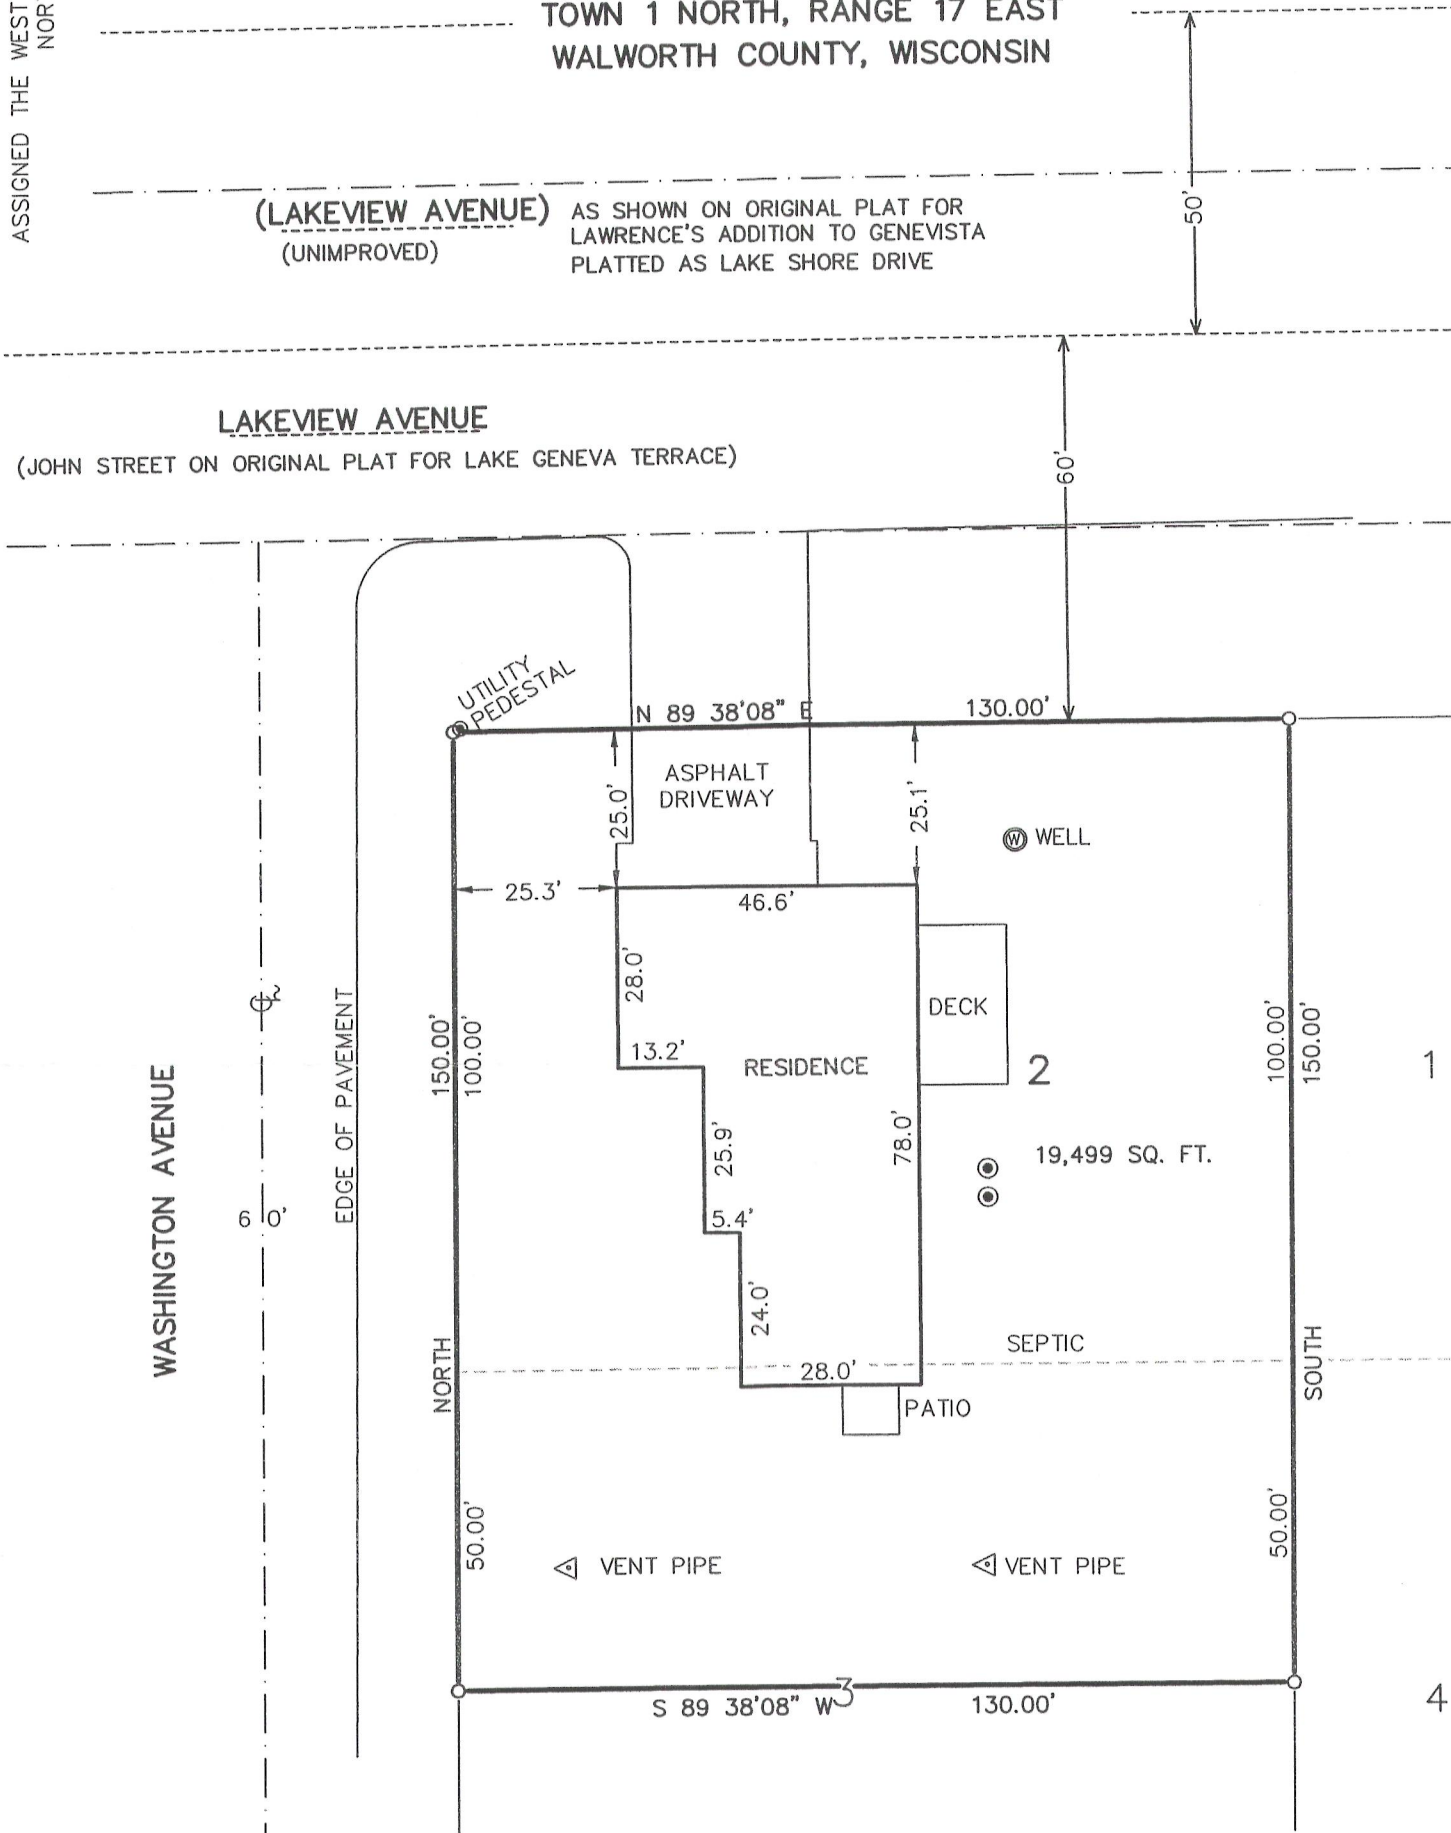 ASSIGNED THE WEST
NOR
TOWN 1 NORTH, RANGE 17 EAST
WALWORTH COUNTY, WISCONSIN
50'
(LAKEVIEW AVENUE)
(UNIMPROVED)
AS SHOWN ON ORIGINAL PLAT FOR
LAWRENCE'S ADDITION TO GENEVISTA
PLATTED AS LAKE SHORE DRIVE
LAKEVIEW AVENUE
(JOHN STREET ON ORIGINAL PLAT FOR LAKE GENEVA TERRACE)
60'
UTILITY
PEDESTAL
N 89 38'08" E
130.00'
ASPHALT
DRIVEWAY
25.0'
25.1'
W WELL
25.3'
46.6'
28.0'
DECK
13.2'
RESIDENCE
2
1
150.00'
100.00'
100.00'
150.00'
EDGE OF PAVEMENT
WASHINGTON AVENUE
60'
25.9'
78.0'
19,499 SQ. FT.
5.4'
24.0'
SEPTIC
28.0'
NORTH
SOUTH
PATIO
50.00'
50.00'
VENT PIPE
VENT PIPE
3
S 89 38'08" W
130.00'
4